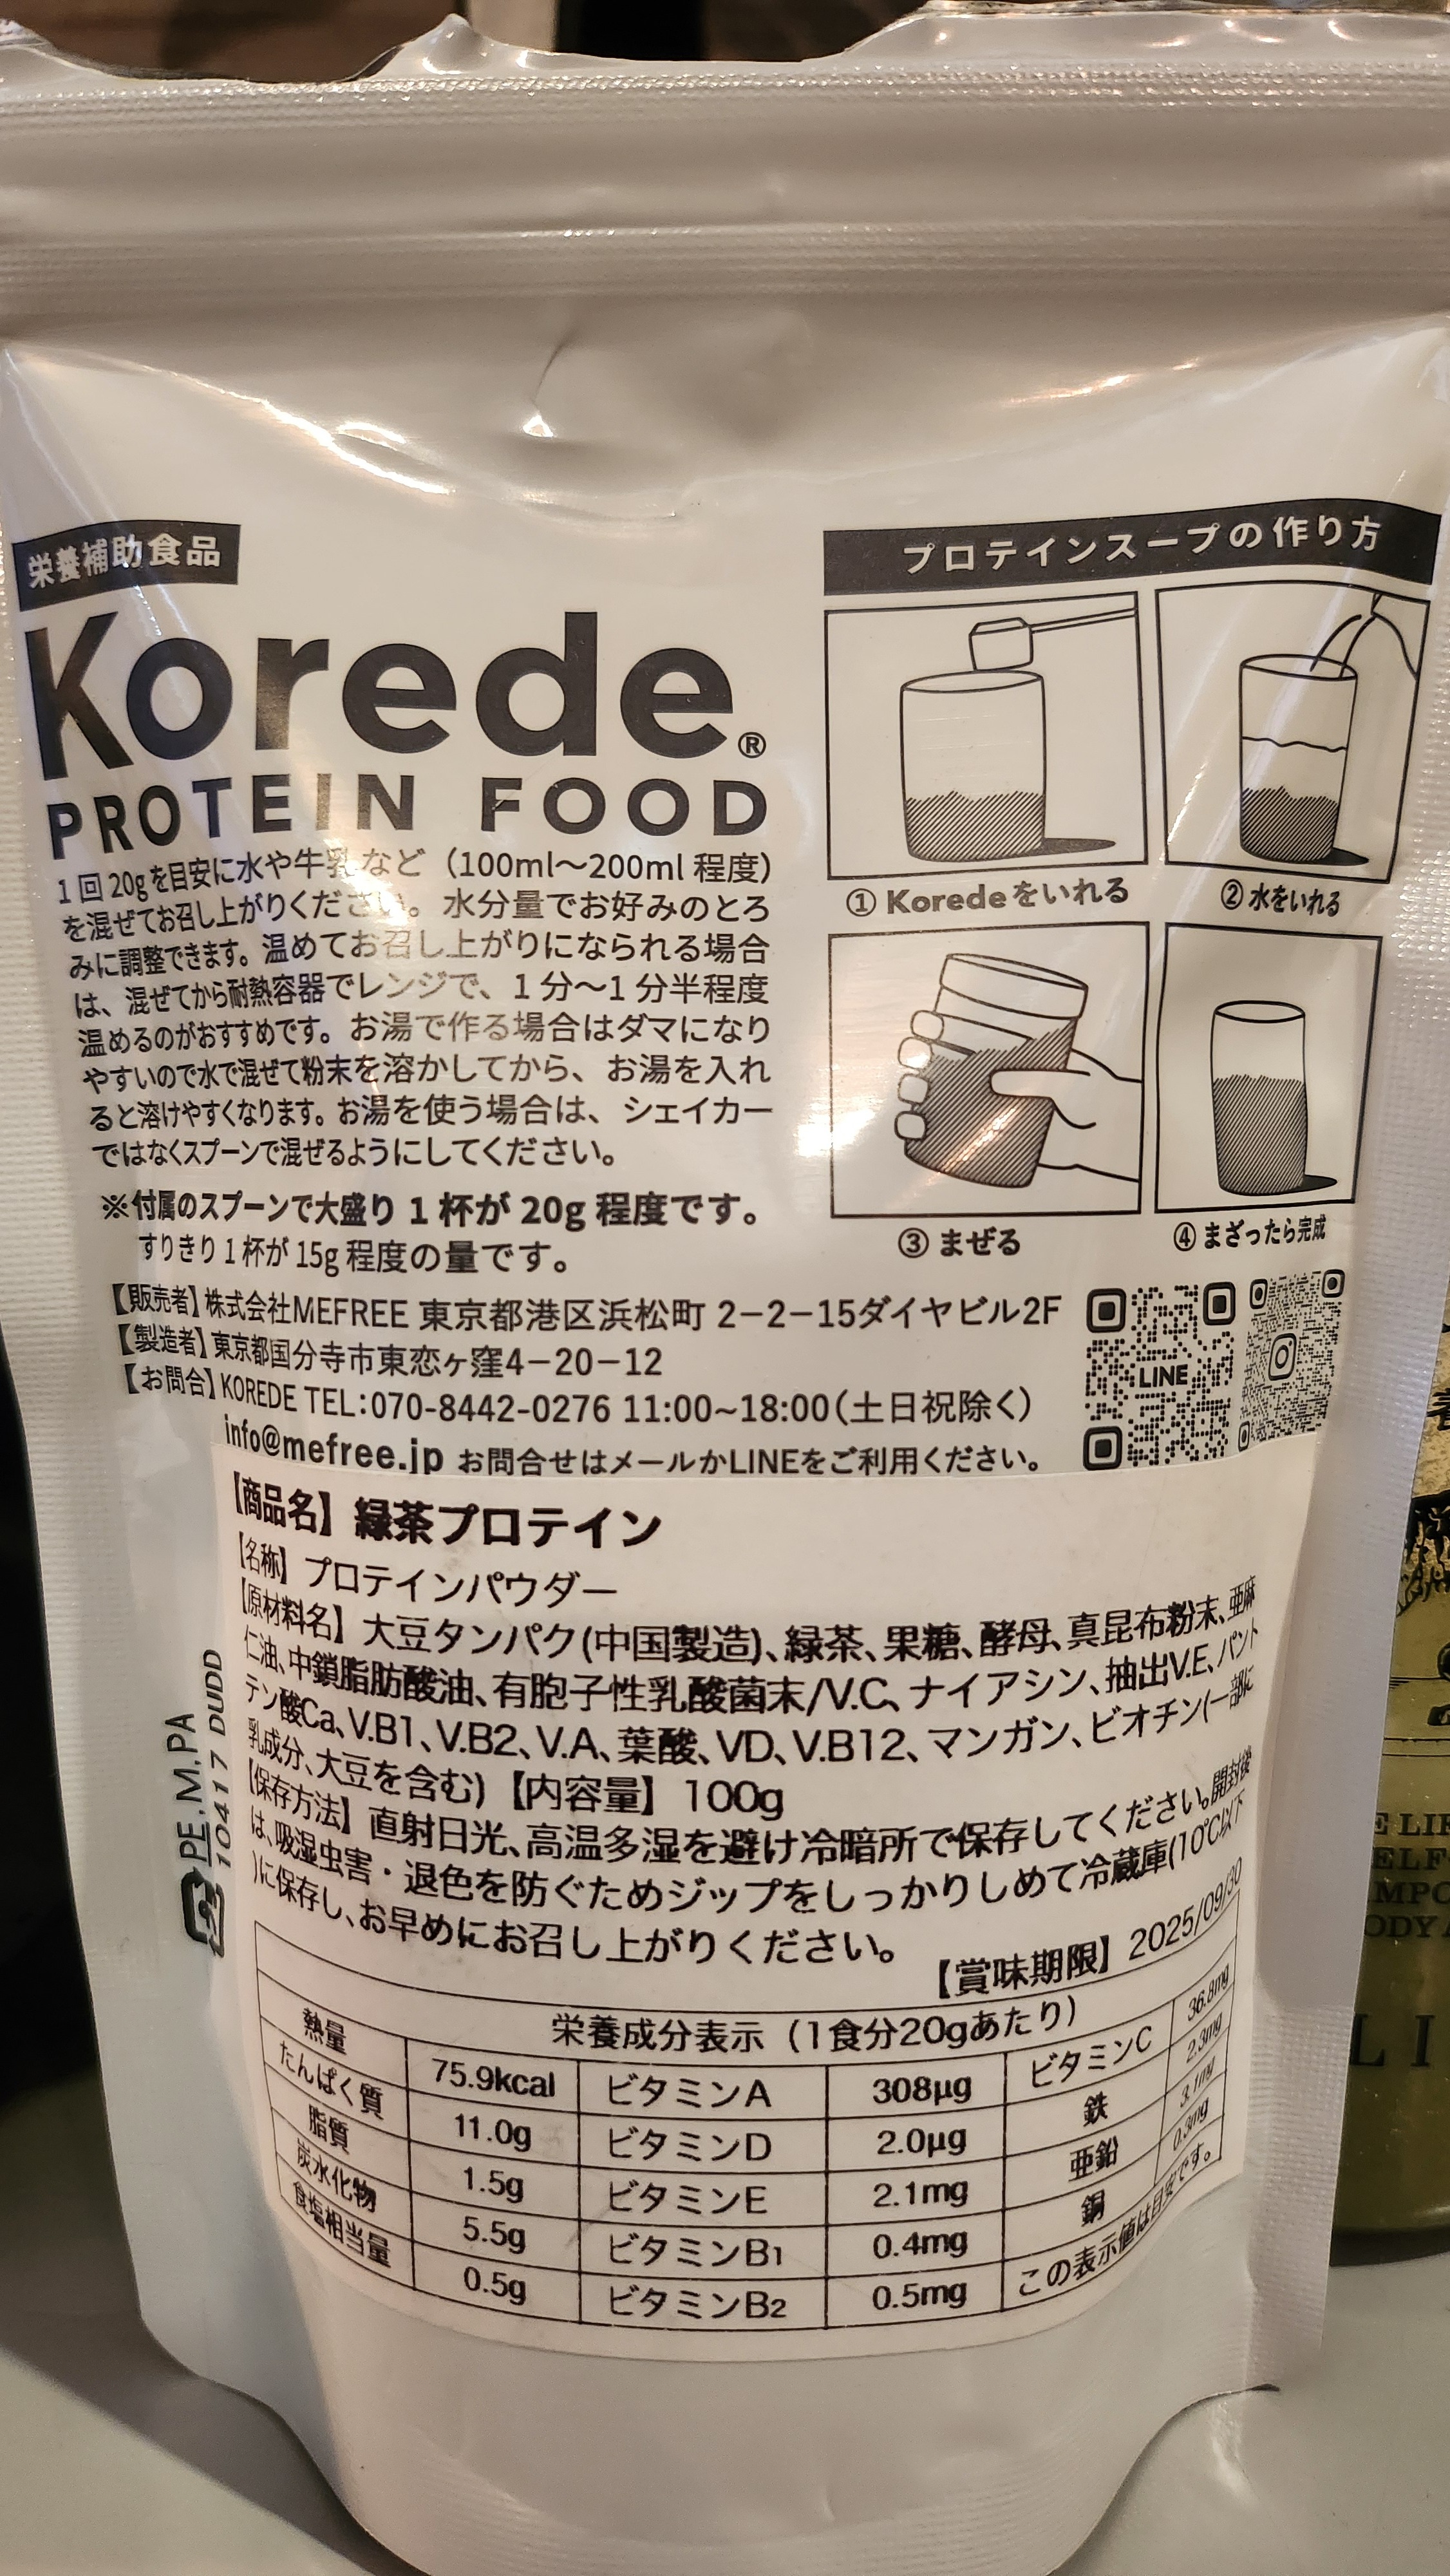 栄養補助食品
Korede®
PROTEIN FOOD
1回20gを目安に水や牛乳など（100ml～200ml 程度）
を混ぜてお召し上がりください。水分量でお好みのとろ
みに調整できます。温めてお召し上がりになられる場合
は、混ぜてから耐熱容器でレンジで、1分～1分半程度
温めるのがおすすめです。お湯で作る場合はダマになり
やすいので水で混ぜて粉末を溶かしてから、お湯を入れ
ると溶けやすくなります。お湯を使う場合は、シェイカー
ではなくスプーンで混ぜるようにしてください。
※付属のスプーンで大盛り1杯が20g程度です。
すりきり1杯が15g程度の量です。
プロテインスープの作り方
① Koredeをいれる
② 水をいれる
③ まぜる
④ まざったら完成
【販売者】株式会社MEFREE 東京都港区浜松町 2−2−15ダイヤビル2F
【製造者】東京都国分寺市東恋ヶ窪4−20−12
【お問合】KOREDE TEL：070-8442-0276 11:00~18:00（土日祝除く）
info@mefree.jp お問合せはメールかLINEをご利用ください。
LINE
【商品名】緑茶プロテイン
【名称】プロテインパウダー
【原材料名】大豆タンパク(中国製造)、緑茶、果糖、酵母、真昆布粉末、亜麻
仁油、中鎖脂肪酸油、有胞子性乳酸菌末/V.C、ナイアシン、抽出V.E、パント
テン酸Ca、V.B1、V.B2、V.A、葉酸、VD、V.B12、マンガン、ビオチン(一部に
乳成分、大豆を含む)【内容量】100g
【保存方法】直射日光、高温多湿を避け冷暗所で保存してください。開封後
は、吸湿虫害・退色を防ぐためジップをしっかりしめて冷蔵庫(10℃以下
)に保存し、お早めにお召し上がりください。
【賞味期限】2025/09/30
栄養成分表示（1食分20gあたり）
熱量 75.9kcal ビタミンA 308μg ビタミンC 36.8mg
たんぱく質 11.0g ビタミンD 2.0μg 鉄 2.3mg
脂質 1.5g ビタミンE 2.1mg 亜鉛 3.1mg
炭水化物 5.5g ビタミンB1 0.4mg 銅 0.3mg
食塩相当量 0.5g ビタミンB2 0.5mg この表示値は目安です。
PE.M.PA
10417 DUDD